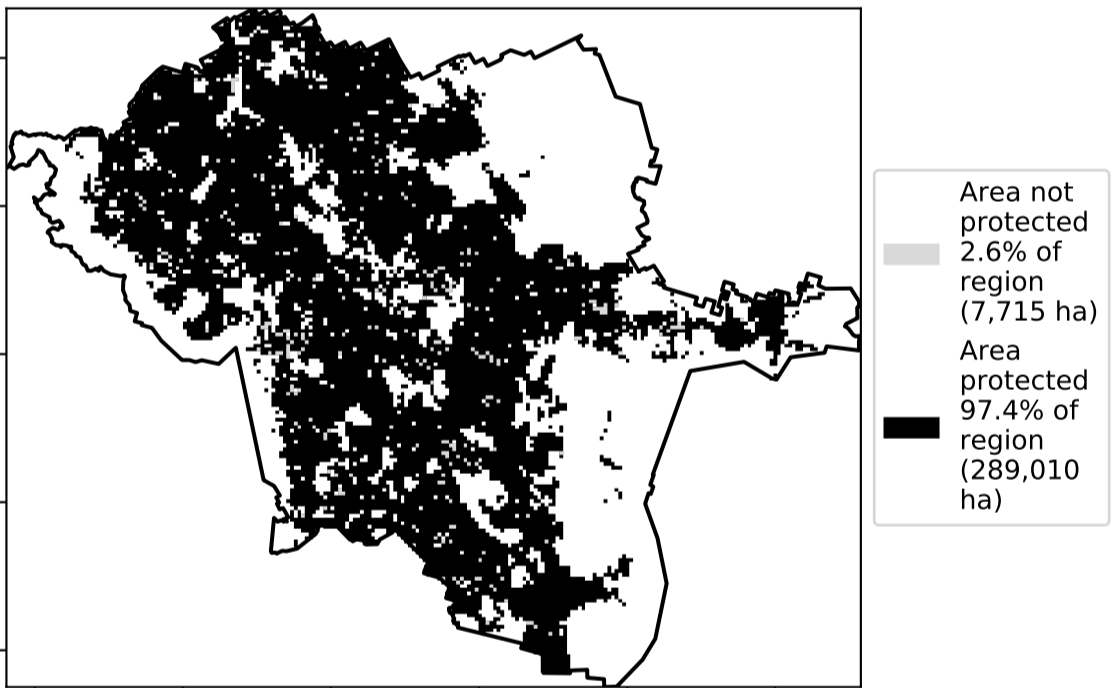 Area not
protected
2.6% of
region
(7,715 ha)
Area
protected
97.4% of
region
(289,010
ha)